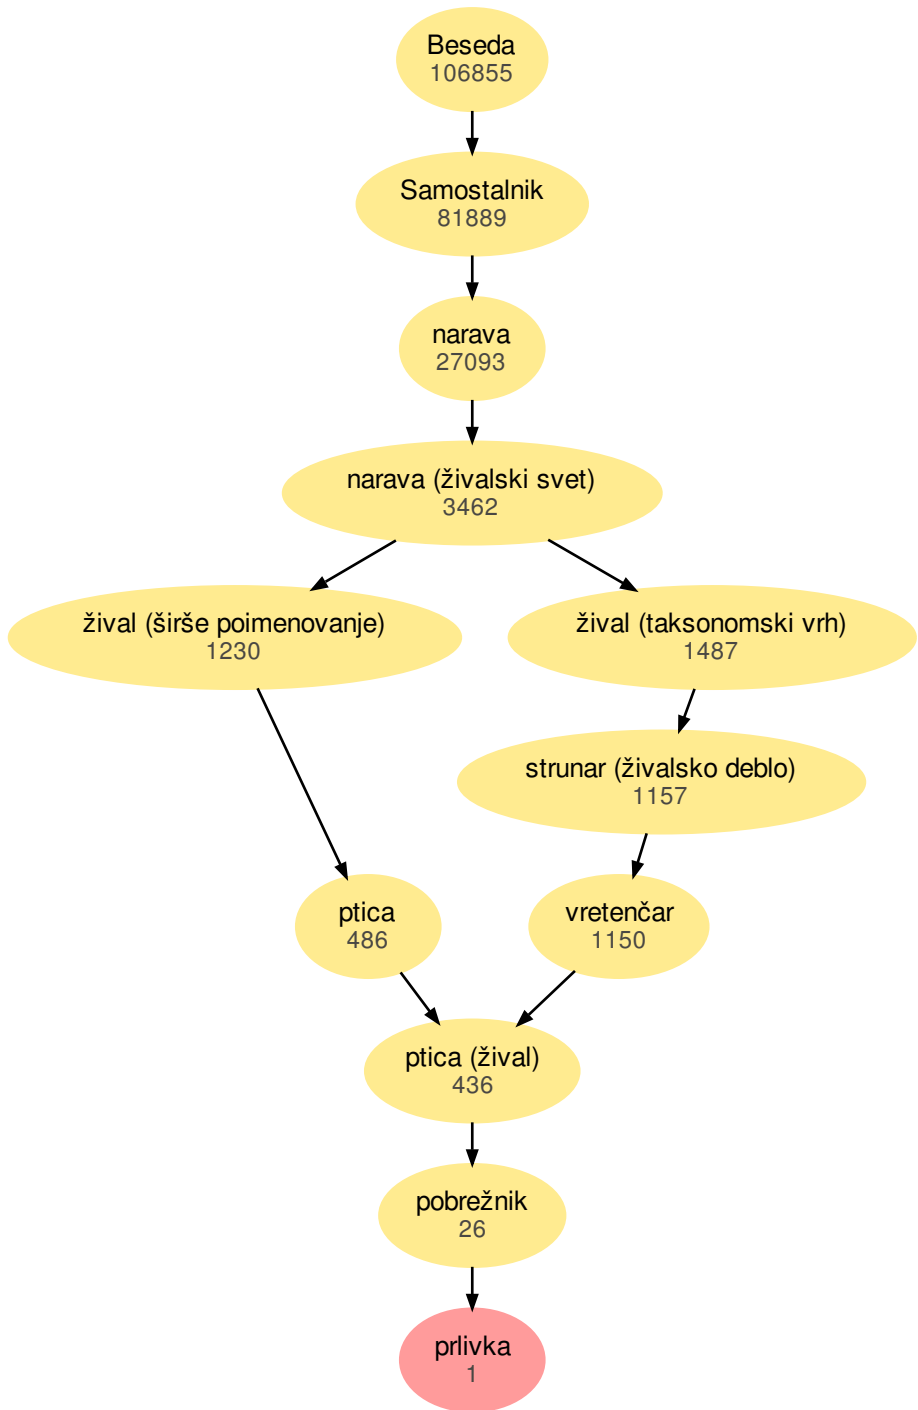 Beseda
106855
Samostalnik
81889
narava
27093
narava (živalski svet)
3462
žival (širše poimenovanje)
1230
žival (taksonomski vrh)
1487
strunar (živalsko deblo)
1157
ptica
486
vretenčar
1150
ptica (žival)
436
pobrežnik
26
prlivka
1